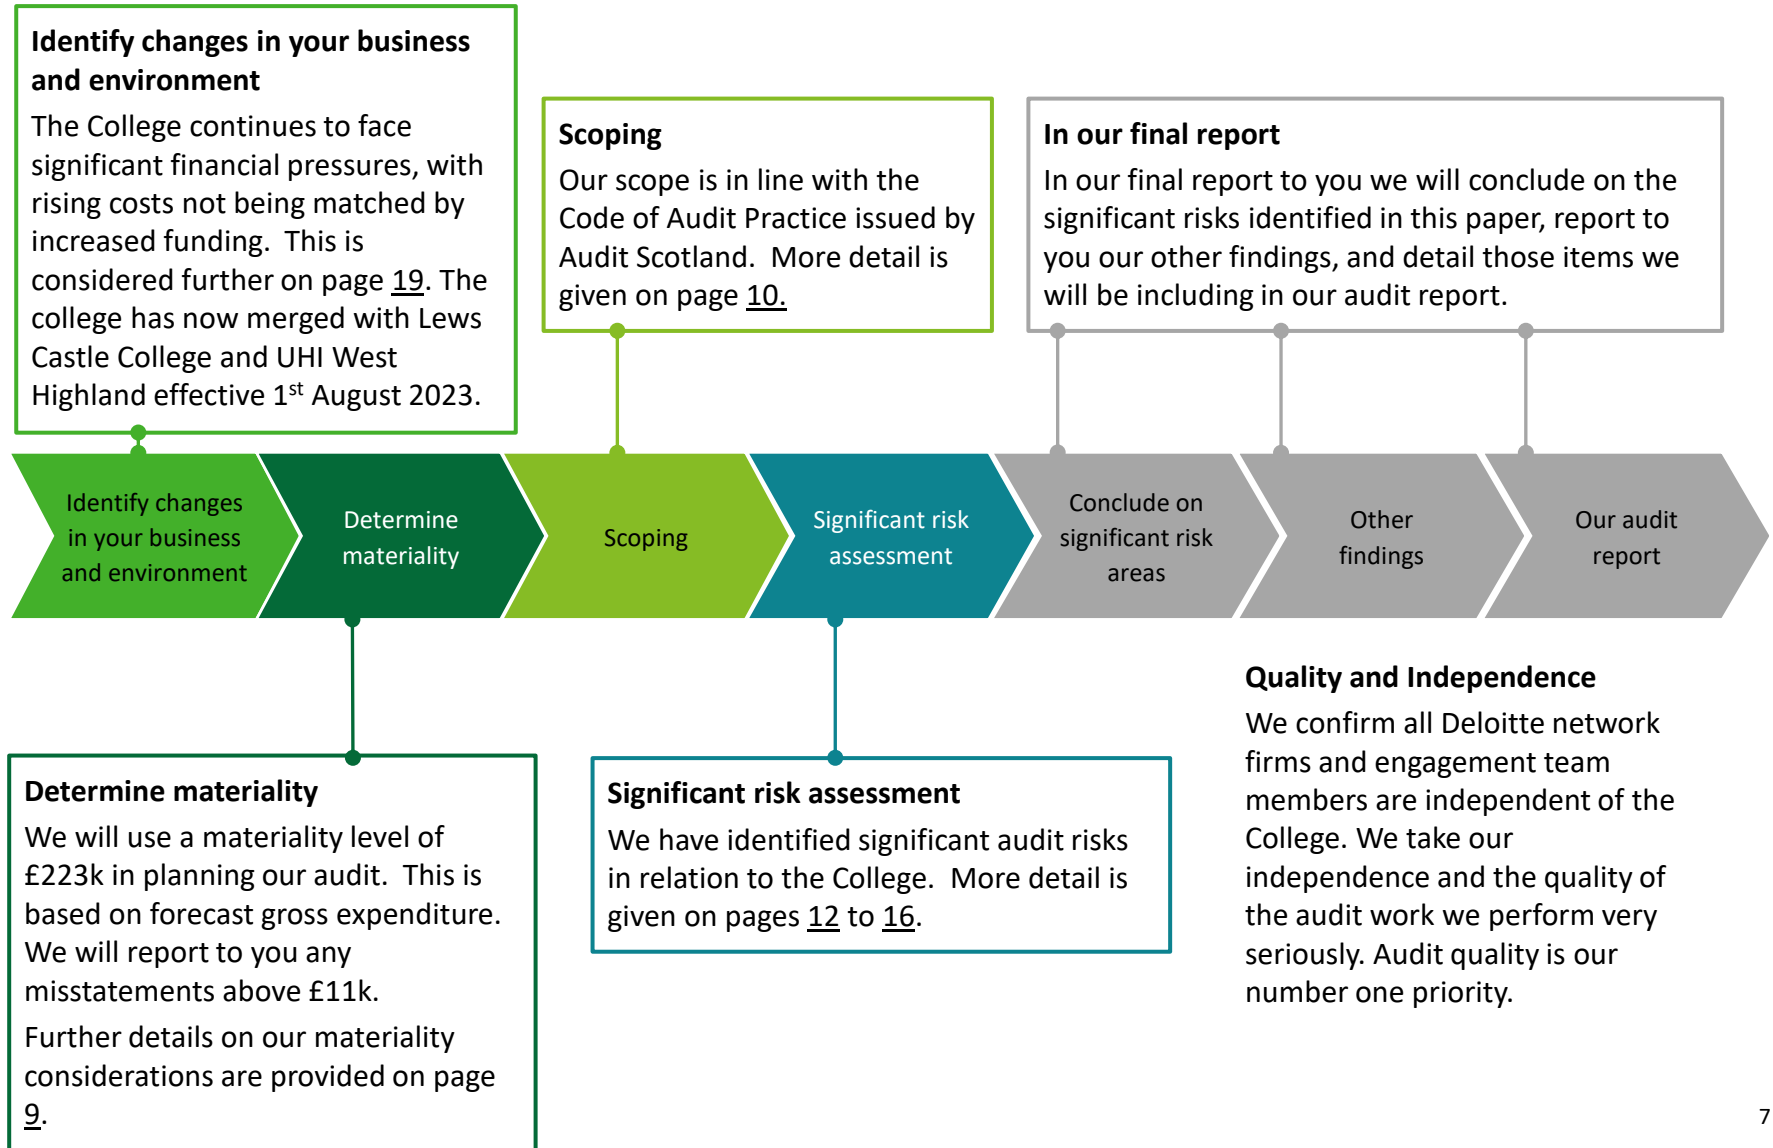 Identify changes in your business
and environment
The College continues to face
significant financial pressures, with
rising costs not being matched by
increased funding.  This is
considered further on page 19. The
college has now merged with Lews
Castle College and UHI West
Highland effective 1st August 2023.
Scoping
Our scope is in line with the
Code of Audit Practice issued by
Audit Scotland.  More detail is
given on page 10.
In our final report
In our final report to you we will conclude on the
significant risks identified in this paper, report to
you our other findings, and detail those items we
will be including in our audit report.
Identify changes
in your business
and environment
Determine
materiality
Scoping
Significant risk
assessment
Conclude on
significant risk
areas
Other
findings
Our audit
report
Determine materiality
We will use a materiality level of
£223k in planning our audit.  This is
based on forecast gross expenditure.
We will report to you any
misstatements above £11k.
Further details on our materiality
considerations are provided on page
9.
Significant risk assessment
We have identified significant audit risks
in relation to the College.  More detail is
given on pages 12 to 16.
Quality and Independence
We confirm all Deloitte network
firms and engagement team
members are independent of the
College. We take our
independence and the quality of
the audit work we perform very
seriously. Audit quality is our
number one priority.
7